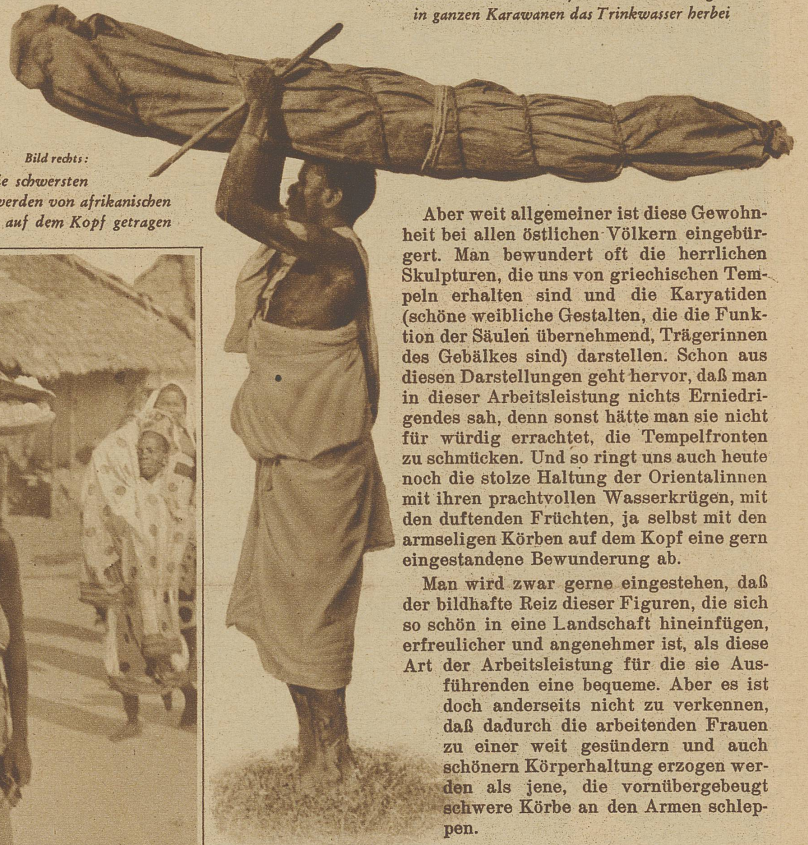 in ganzen Karawanen das Trinkwasser herbei
Bild rechts:
schwersten
werden von afrikanischen
auf dem Kopf getragen
Aber weit allgemeiner ist diese Gewohn-
heit bei allen östlichen Völkern eingebür-
gert. Man bewundert oft die herrlichen
Skulpturen, die uns von griechischen Tem-
peln erhalten sind und die Karyatiden
(schöne weibliche Gestalten, die die Funk-
tion der Säulen übernehmend, Trägerinnen
des Gebälkes sind) darstellen. Schon aus
diesen Darstellungen geht hervor, daß man
in dieser Arbeitsleistung nichts Erniedri-
gendes sah, denn sonst hätte man sie nicht
für würdig errachtet, die Tempelfronten
zu schmücken. Und so ringt uns auch heute
noch die stolze Haltung der Orientalinnen
mit ihren prachtvollen Wasserkrügen, mit
den duftenden Früchten, ja selbst mit den
armseligen Körben auf dem Kopf eine gern
eingestandene Bewunderung ab.
Man wird zwar gerne eingestehen, daß
der bildhafte Reiz dieser Figuren, die sich
so schön in eine Landschaft hineinfügen,
erfreulicher und angenehmer ist, als diese
Art der Arbeitsleistung für die sie Aus-
führenden eine bequeme. Aber es ist
doch anderseits nicht zu verkennen,
daß dadurch die arbeitenden Frauen
zu einer weit gesündern und auch
schönern Körperhaltung erzogen wer-
den als jene, die vornübergebeugt
schwere Körbe an den Armen schlep-
pen.